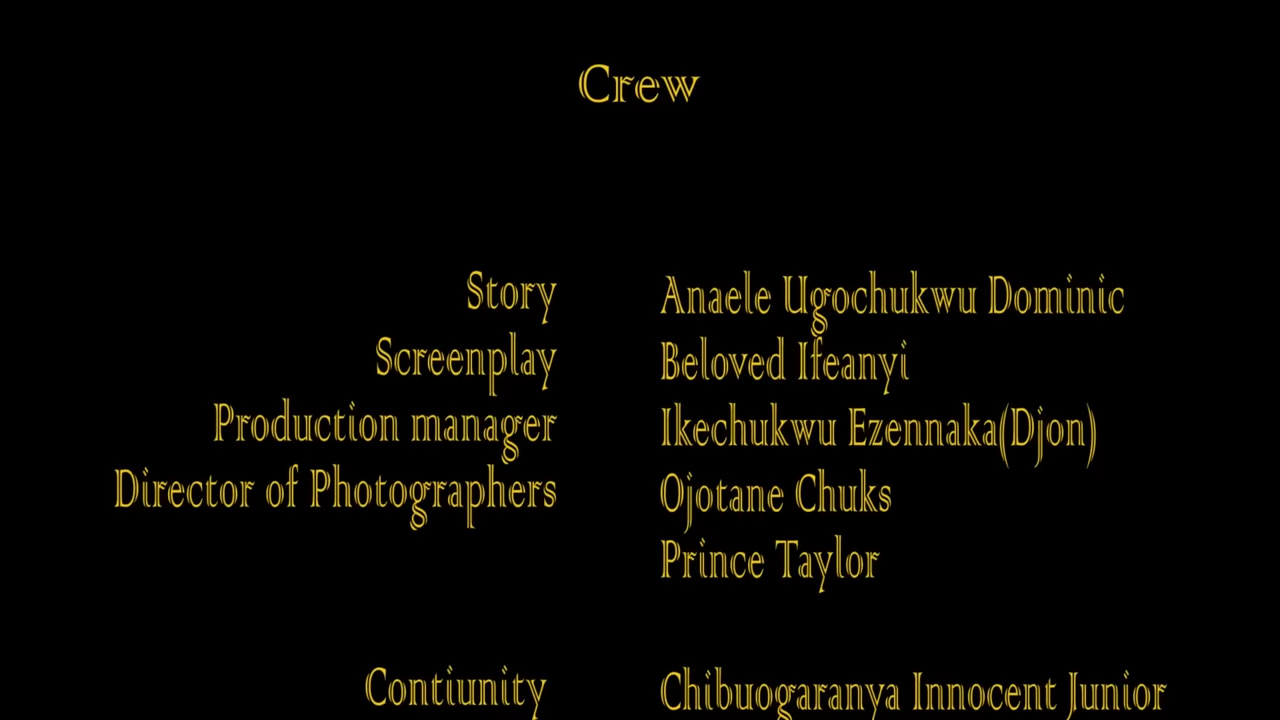 Crew
Story Anaele Ugochukwu Dominic
Screenplay Beloved Ifeanyi
Production manager Ikechukwu Ezennaka(Djon)
Director of Photographers Ojotane Chuks
Prince Taylor
Contiunity Chibuogaranya Innocent Junior